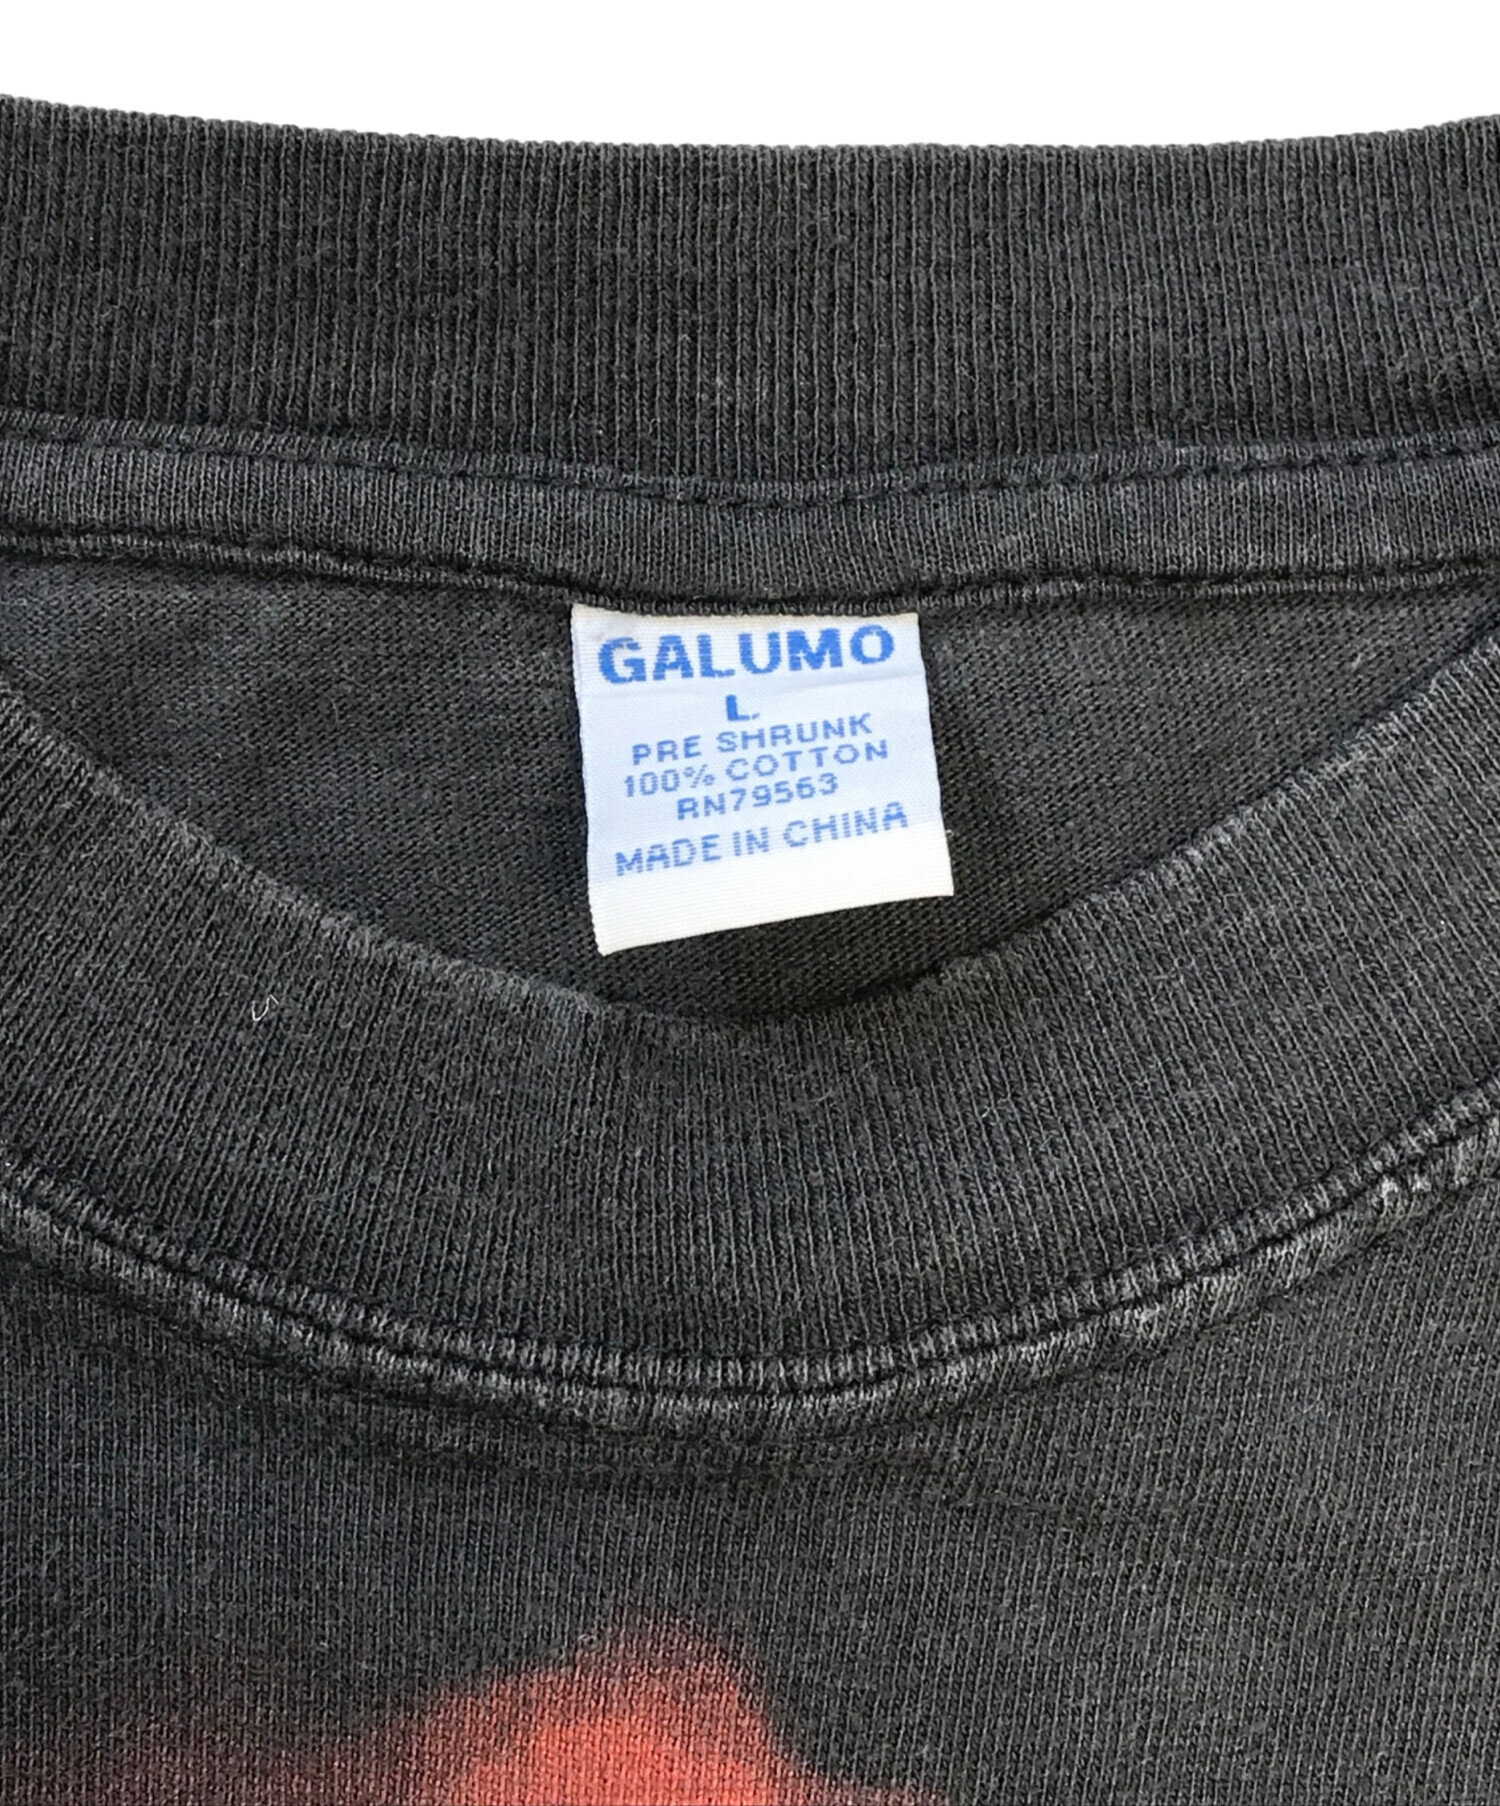 GALUMO
L
PRE SHRUNK
100% COTTON
RN79563
MADE IN CHINA